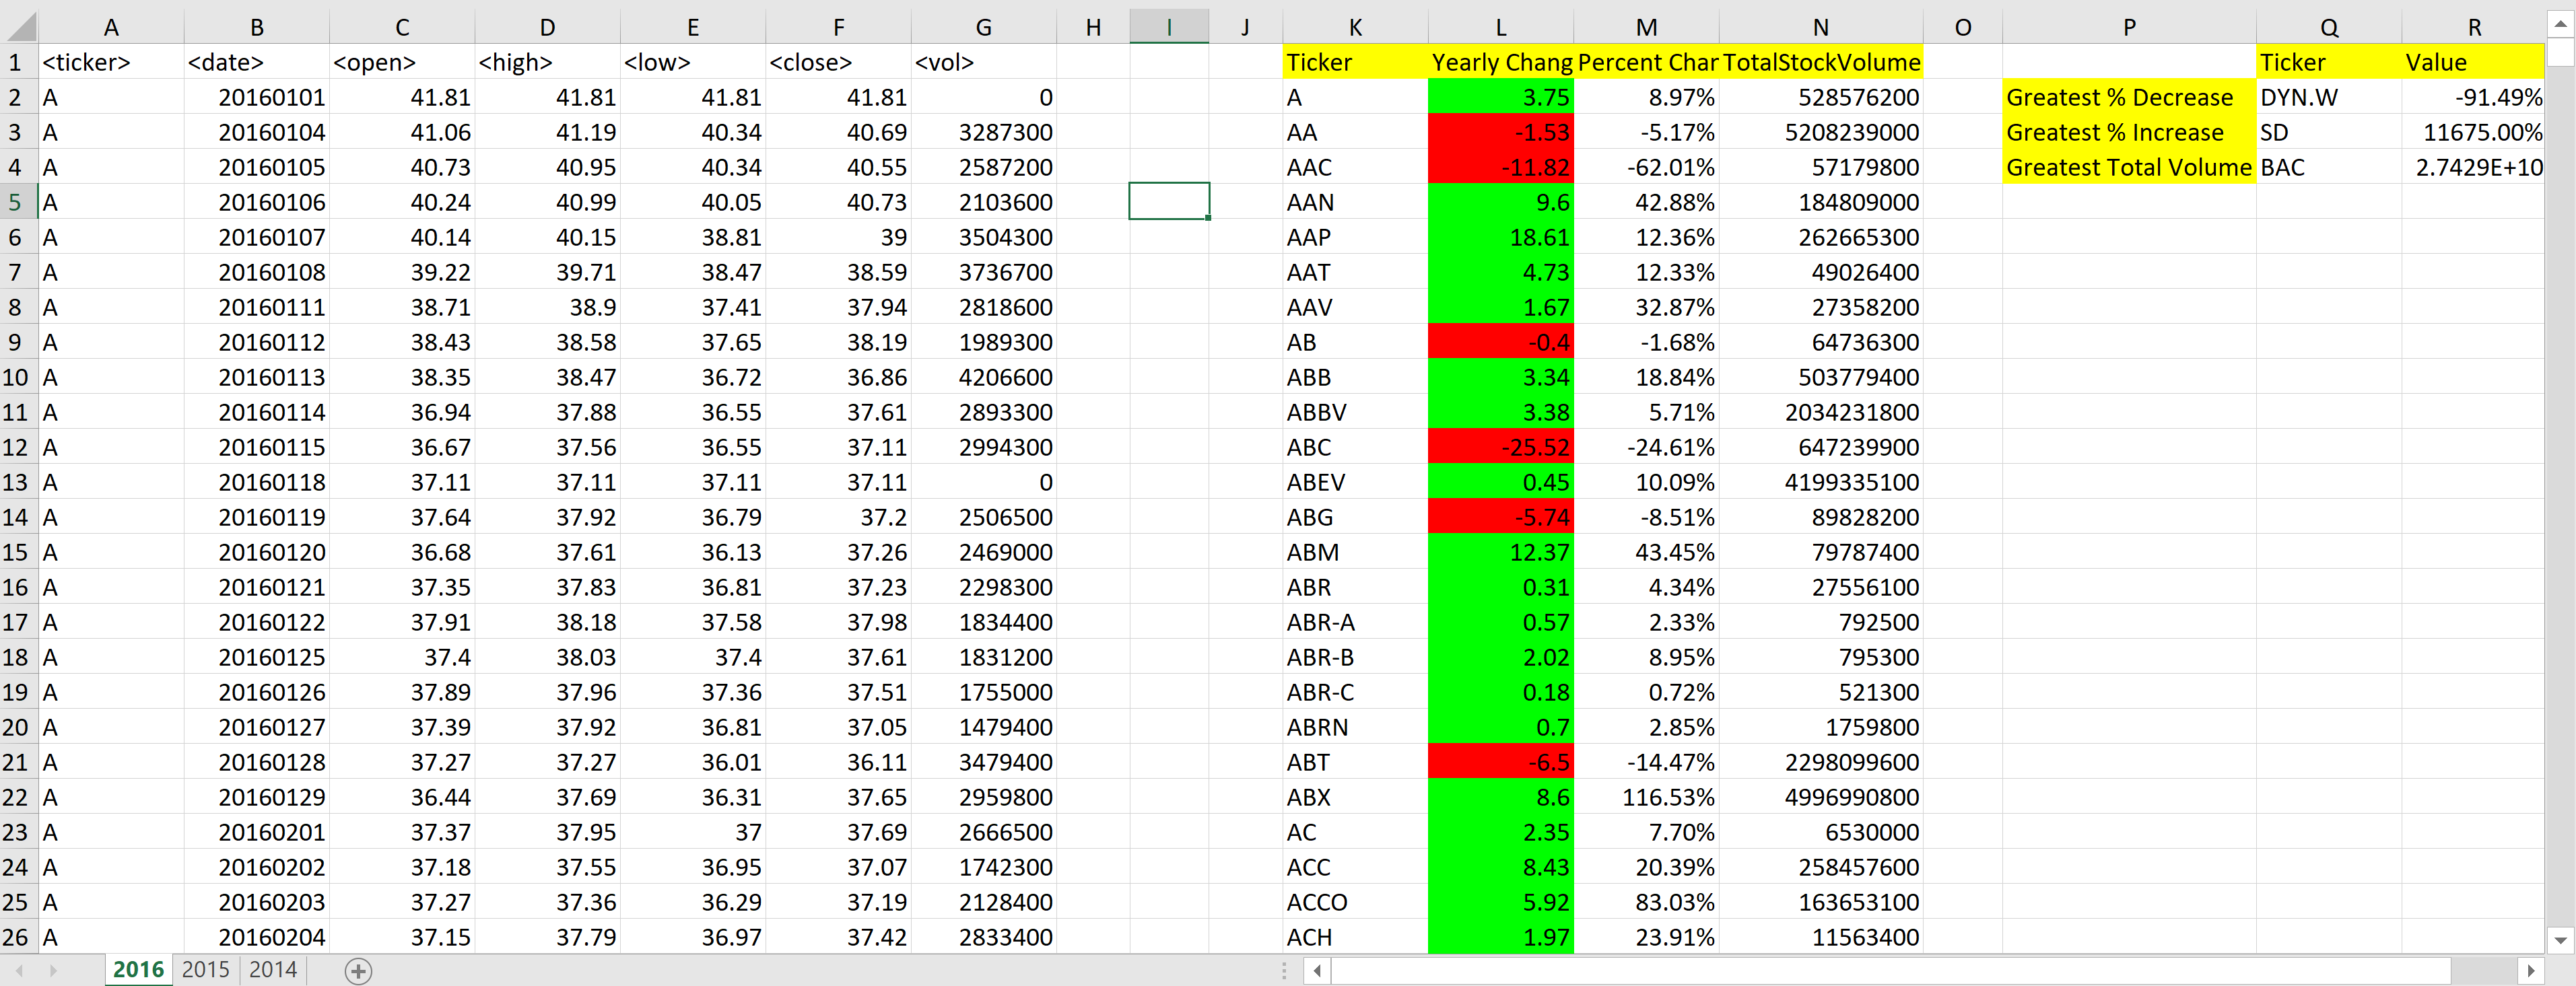 A B C D E F G H I J K L M N O P Q R
1 <ticker> <date> <open> <high> <low> <close> <vol> Ticker Yearly Chang Percent Char TotalStockVolume Ticker Value
2 A 20160101 41.81 41.81 41.81 41.81 0 A 3.75 8.97% 528576200 Greatest % Decrease DYN.W -91.49%
3 A 20160104 41.06 41.19 40.34 40.69 3287300 AA -1.53 -5.17% 5208239000 Greatest % Increase SD 11675.00%
4 A 20160105 40.73 40.95 40.34 40.55 2587200 AAC -11.82 -62.01% 57179800 Greatest Total Volume BAC 2.7429E+10
5 A 20160106 40.24 40.99 40.05 40.73 2103600 AAN 9.6 42.88% 184809000
6 A 20160107 40.14 40.15 38.81 39 3504300 AAP 18.61 12.36% 262665300
7 A 20160108 39.22 39.71 38.47 38.59 3736700 AAT 4.73 12.33% 49026400
8 A 20160111 38.71 38.9 37.41 37.94 2818600 AAV 1.67 32.87% 27358200
9 A 20160112 38.43 38.58 37.65 38.19 1989300 AB -0.4 -1.68% 64736300
10 A 20160113 38.35 38.47 36.72 36.86 4206600 ABB 3.34 18.84% 503779400
11 A 20160114 36.94 37.88 36.55 37.61 2893300 ABBV 3.38 5.71% 2034231800
12 A 20160115 36.67 37.56 36.55 37.11 2994300 ABC -25.52 -24.61% 647239900
13 A 20160118 37.11 37.11 37.11 37.11 0 ABEV 0.45 10.09% 4199335100
14 A 20160119 37.64 37.92 36.79 37.2 2506500 ABG -5.74 -8.51% 89828200
15 A 20160120 36.68 37.61 36.13 37.26 2469000 ABM 12.37 43.45% 79787400
16 A 20160121 37.35 37.83 36.81 37.23 2298300 ABR 0.31 4.34% 27556100
17 A 20160122 37.91 38.18 37.58 37.98 1834400 ABR-A 0.57 2.33% 792500
18 A 20160125 37.4 38.03 37.4 37.61 1831200 ABR-B 2.02 8.95% 795300
19 A 20160126 37.89 37.96 37.36 37.51 1755000 ABR-C 0.18 0.72% 521300
20 A 20160127 37.39 37.92 36.81 37.05 1479400 ABRN 0.7 2.85% 1759800
21 A 20160128 37.27 37.27 36.01 36.11 3479400 ABT -6.5 -14.47% 2298099600
22 A 20160129 36.44 37.69 36.31 37.65 2959800 ABX 8.6 116.53% 4996990800
23 A 20160201 37.37 37.95 37 37.69 2666500 AC 2.35 7.70% 6530000
24 A 20160202 37.18 37.55 36.95 37.07 1742300 ACC 8.43 20.39% 258457600
25 A 20160203 37.27 37.36 36.29 37.19 2128400 ACCO 5.92 83.03% 163653100
26 A 20160204 37.15 37.79 36.97 37.42 2833400 ACH 1.97 23.91% 11563400
2016 2015 2014